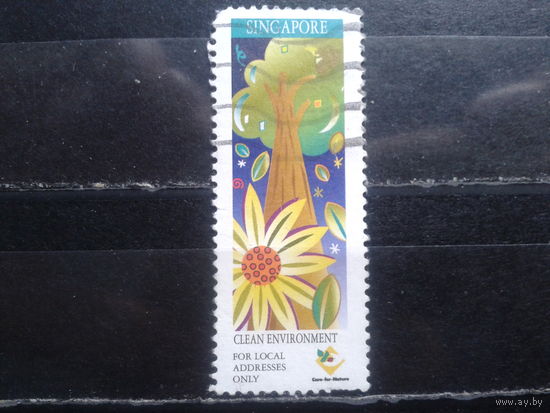 SINGAPORE
CLEAN ENVIRONMENT
FOR LOCAL
ADDRESSES
ONLY
Care-for-Nature
www.ay.by